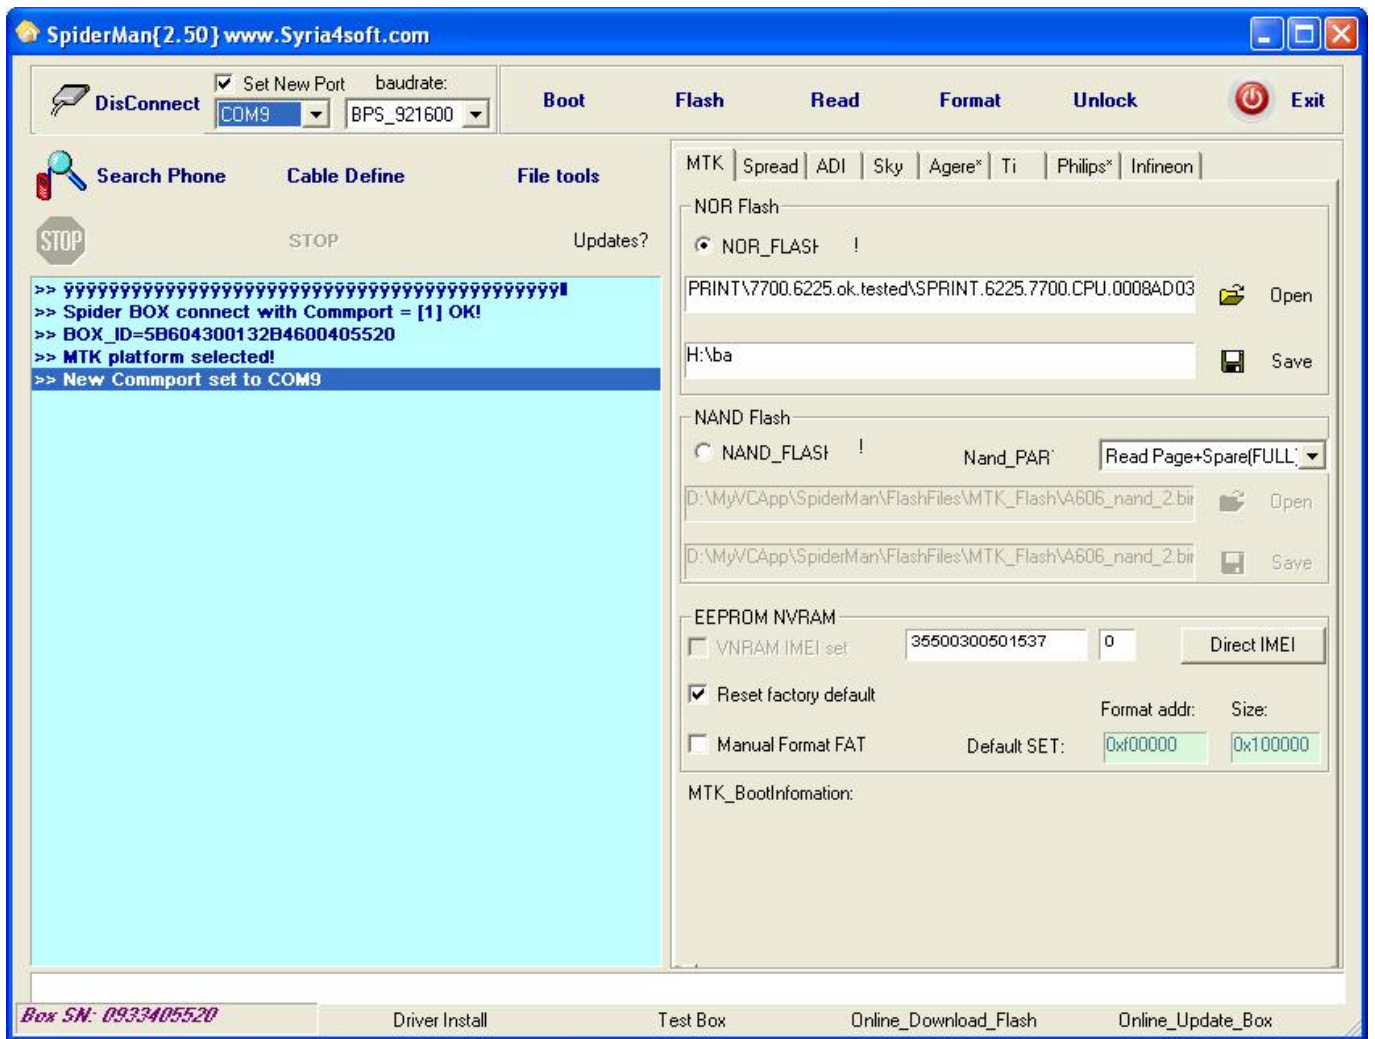 SpiderMan{2.50} www.Syria4soft.com
DisConnect
Set New Port
baudrate:
COM9
BPS_921600
Boot
Flash
Read
Format
Unlock
Exit
Search Phone
Cable Define
File tools
STOP
STOP
Updates?
>> ÿÿÿÿÿÿÿÿÿÿÿÿÿÿÿÿÿÿÿÿÿÿÿÿÿÿÿÿÿÿÿÿÿÿÿÿÿÿÿÿÿÿÿ
>> Spider BOX connect with Commport = [1] OK!
>> BOX_ID=5B604300132B4600405520
>> MTK platform selected!
>> New Commport set to COM9
MTK
Spread
ADI
Sky
Agere*
Ti
Philips*
Infineon
NOR Flash
NOR_FLASH
!
PRINT\7700.6225.ok.tested\SPRINT.6225.7700.CPU.0008AD03
Open
H:\ba
Save
NAND Flash
NAND_FLASH
!
Nand_PAR
Read Page+Spare(FULL)
D:\MyVCApp\SpiderMan\FlashFiles\MTK_Flash\A606_nand_2.bin
Open
D:\MyVCApp\SpiderMan\FlashFiles\MTK_Flash\A606_nand_2.bin
Save
EEPROM NVRAM
VNRAM IMEI set
35500300501537
0
Direct IMEI
Reset factory default
Format addr:
Size:
Manual Format FAT
Default SET:
0xf00000
0x100000
MTK_BootInfomation:
Box SN: 0933405520
Driver Install
Test Box
Online_Download_Flash
Online_Update_Box